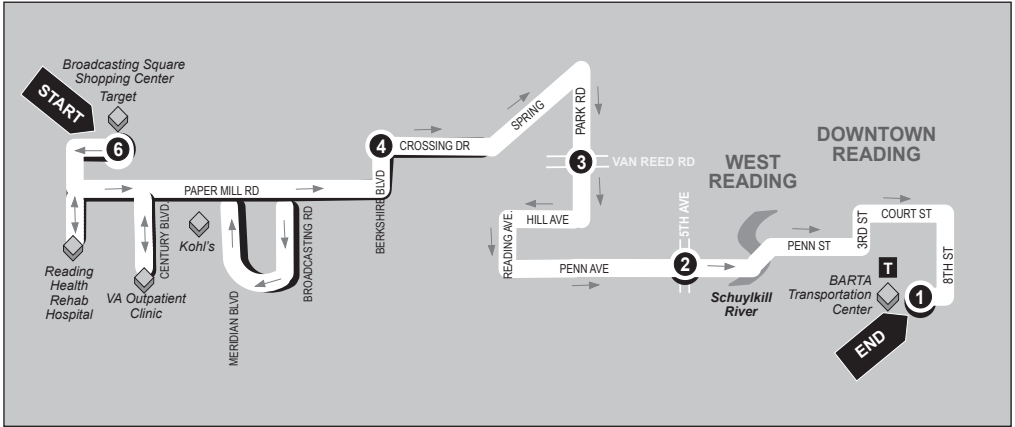 Broadcasting Square
Shopping Center
Target
START
6
4
CROSSING DR
SPRING
PARK RD
3
VAN REED RD
WEST
READING
DOWNTOWN
READING
PAPER MILL RD
BERKSHIRE BLVD
CENTURY BLVD.
Kohl's
BROADCASTING RD
MERIDIAN BLVD
Reading
Health
Rehab
Hospital
VA Outpatient
Clinic
HILL AVE
READING AVE.
PENN AVE
5TH AVE
2
Schuylkill
River
PENN ST
3RD ST
COURT ST
8TH ST
T
BARTA
Transportation
Center
1
END